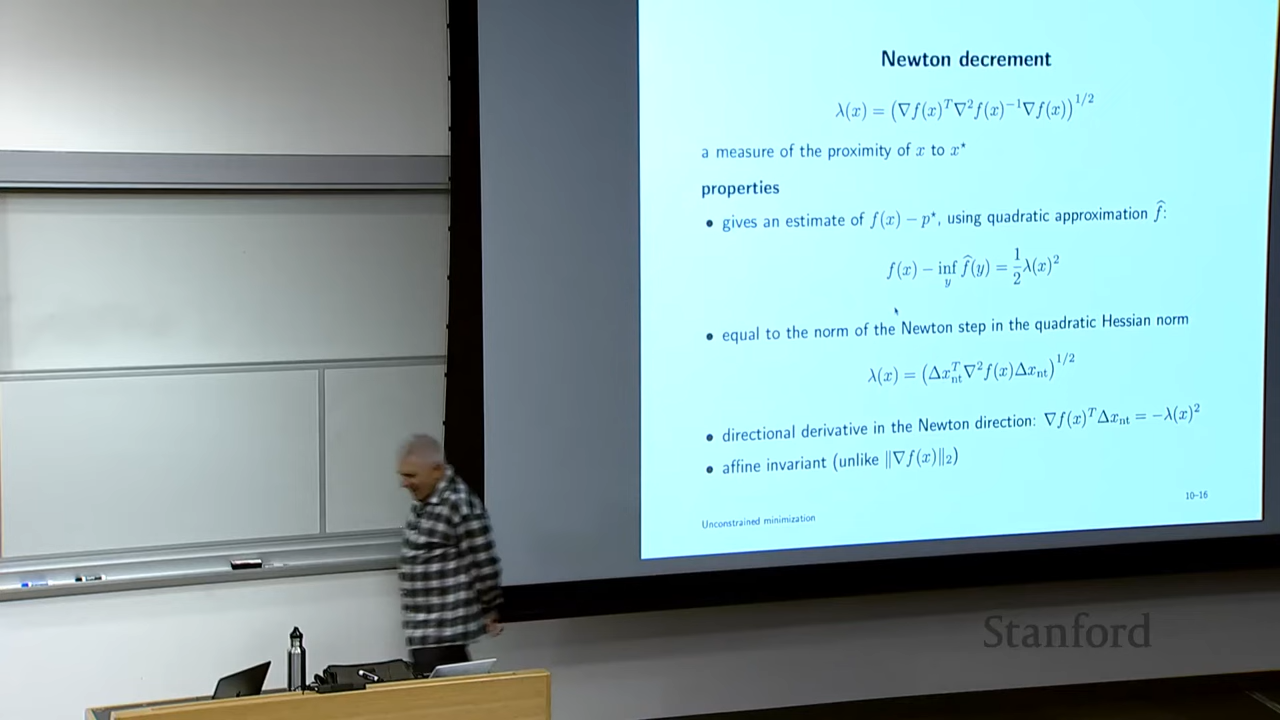 Newton decrement
λ(x) = (∇f(x)ᵀ∇²f(x)⁻¹∇f(x))^{1/2}
a measure of the proximity of x to x⋆
properties
• gives an estimate of f(x) − p⋆, using quadratic approximation f̂:
f(x) − inf_y f̂(y) = 1/2 λ(x)²
• equal to the norm of the Newton step in the quadratic Hessian norm
λ(x) = (Δx_ntᵀ∇²f(x)Δx_nt)^{1/2}
• directional derivative in the Newton direction: ∇f(x)ᵀΔx_nt = −λ(x)²
• affine invariant (unlike ‖∇f(x)‖₂)
10–16
Unconstrained minimization
Stanford